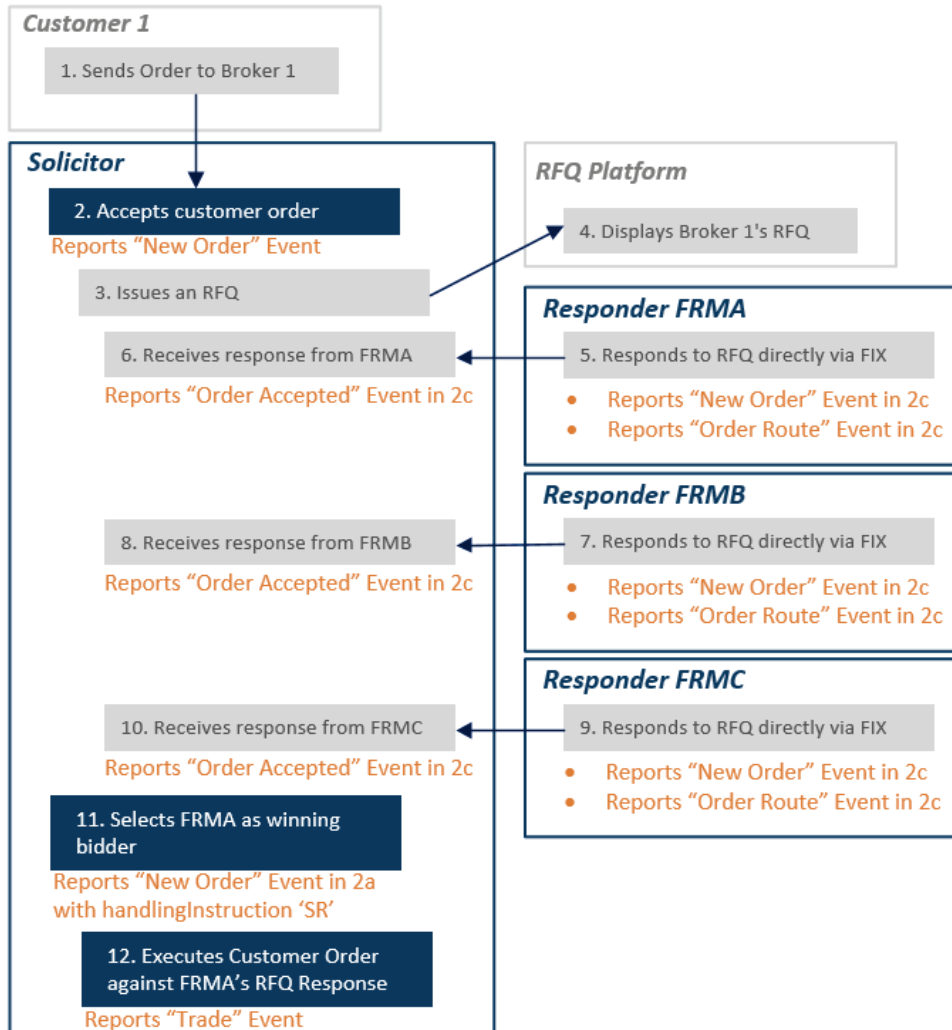 Customer 1
1. Sends Order to Broker 1
Solicitor
2. Accepts customer order
Reports “New Order” Event
3. Issues an RFQ
RFQ Platform
4. Displays Broker 1's RFQ
Responder FRMA
5. Responds to RFQ directly via FIX
• Reports “New Order” Event in 2c
• Reports “Order Route” Event in 2c
6. Receives response from FRMA
Reports “Order Accepted” Event in 2c
Responder FRMB
7. Responds to RFQ directly via FIX
• Reports “New Order” Event in 2c
• Reports “Order Route” Event in 2c
8. Receives response from FRMB
Reports “Order Accepted” Event in 2c
Responder FRMC
9. Responds to RFQ directly via FIX
• Reports “New Order” Event in 2c
• Reports “Order Route” Event in 2c
10. Receives response from FRMC
Reports “Order Accepted” Event in 2c
11. Selects FRMA as winning
bidder
Reports “New Order” Event in 2a
with handlingInstruction ‘SR’
12. Executes Customer Order
against FRMA’s RFQ Response
Reports “Trade” Event